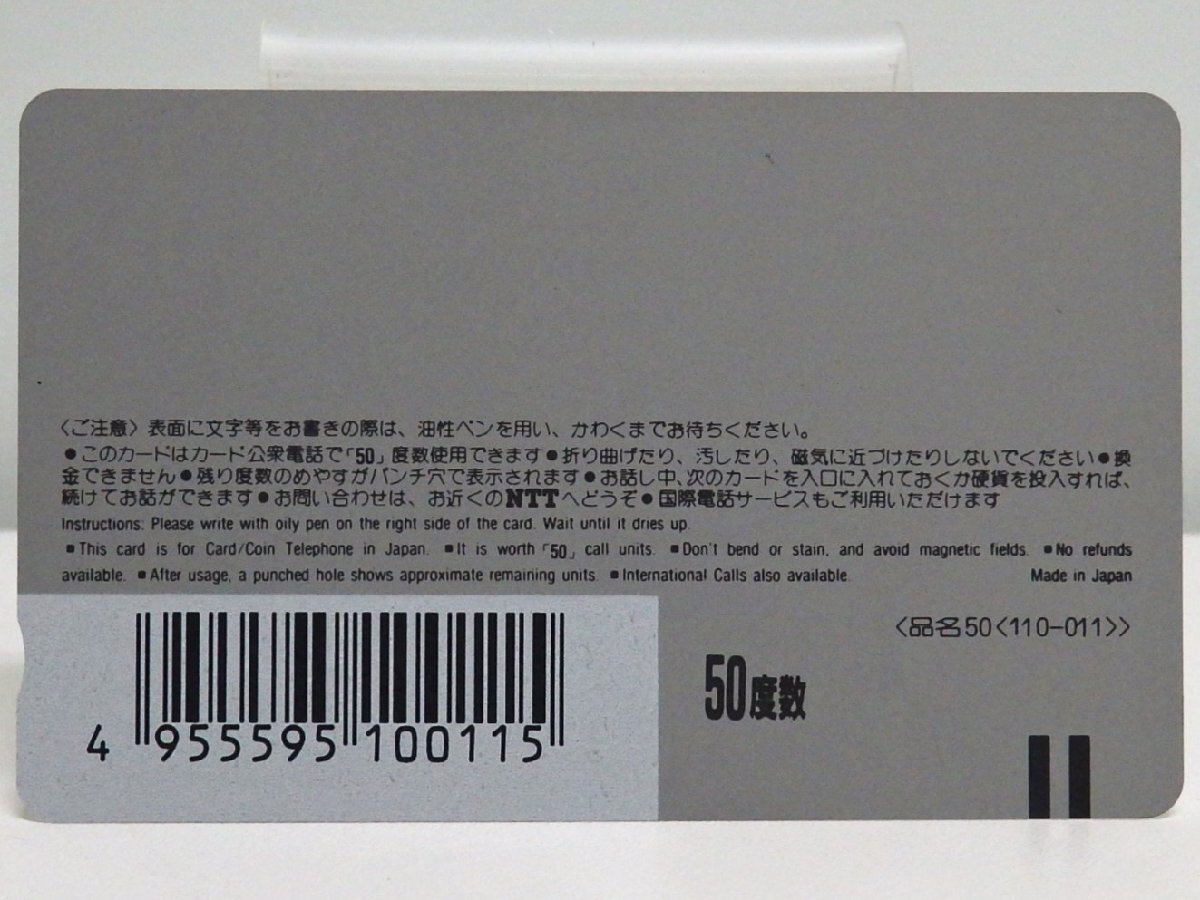 〈ご注意〉表面に文字等をお書きの際は、油性ペンを用い、かわくまでお待ちください。
●このカードはカード公衆電話で「50」度数使用できます●折り曲げたり、汚したり、磁気に近づけたりしないでください●換
金できません●残り度数のめやすがパンチ穴で表示されます●お話し中、次のカードを入口に入れておくか硬貨を投入すれば、
続けてお話ができます●お問い合わせは、お近くのNTTへどうぞ●国際電話サービスもご利用いただけます
Instructions: Please write with oily pen on the right side of the card. Wait until it dries up.
■This card is for Card/Coin Telephone in Japan. ■It is worth「50」call units. ■Don't bend or stain, and avoid magnetic fields. ■No refunds
available. ■After usage, a punched hole shows approximate remaining units. ■International Calls also available. Made in Japan
〈品名50〈110-011〉〉
50度数
4 955595 100115